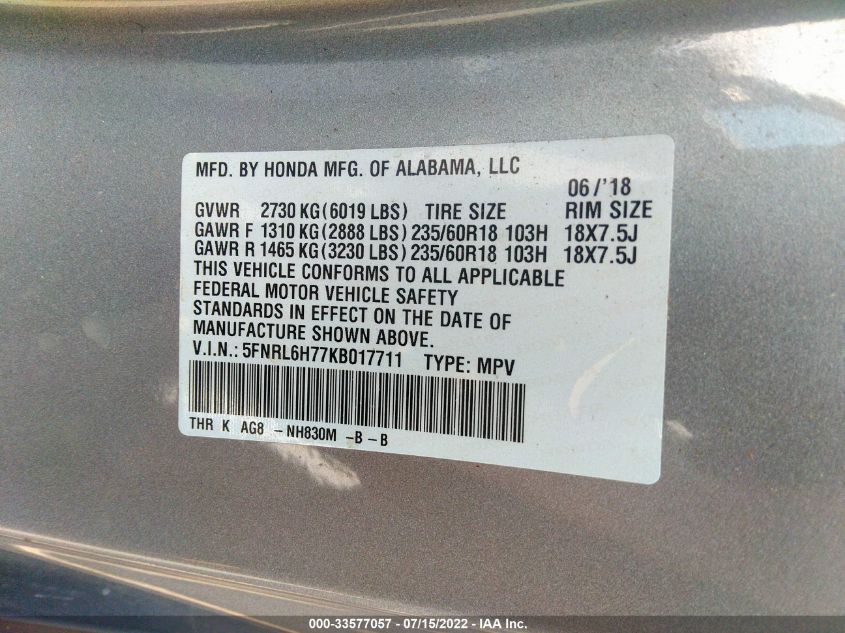 MFD. BY HONDA MFG. OF ALABAMA, LLC
06/'18
GVWR 2730 KG(6019 LBS) TIRE SIZE RIM SIZE
GAWR F 1310 KG(2888 LBS) 235/60R18 103H 18X7.5J
GAWR R 1465 KG(3230 LBS) 235/60R18 103H 18X7.5J
THIS VEHICLE CONFORMS TO ALL APPLICABLE
FEDERAL MOTOR VEHICLE SAFETY
STANDARDS IN EFFECT ON THE DATE OF
MANUFACTURE SHOWN ABOVE.
V.I.N.: 5FNRL6H77KB017711 TYPE: MPV
THR K AG8 - NH830M - B - B
000-33577057 - 07/15/2022 - IAA Inc.